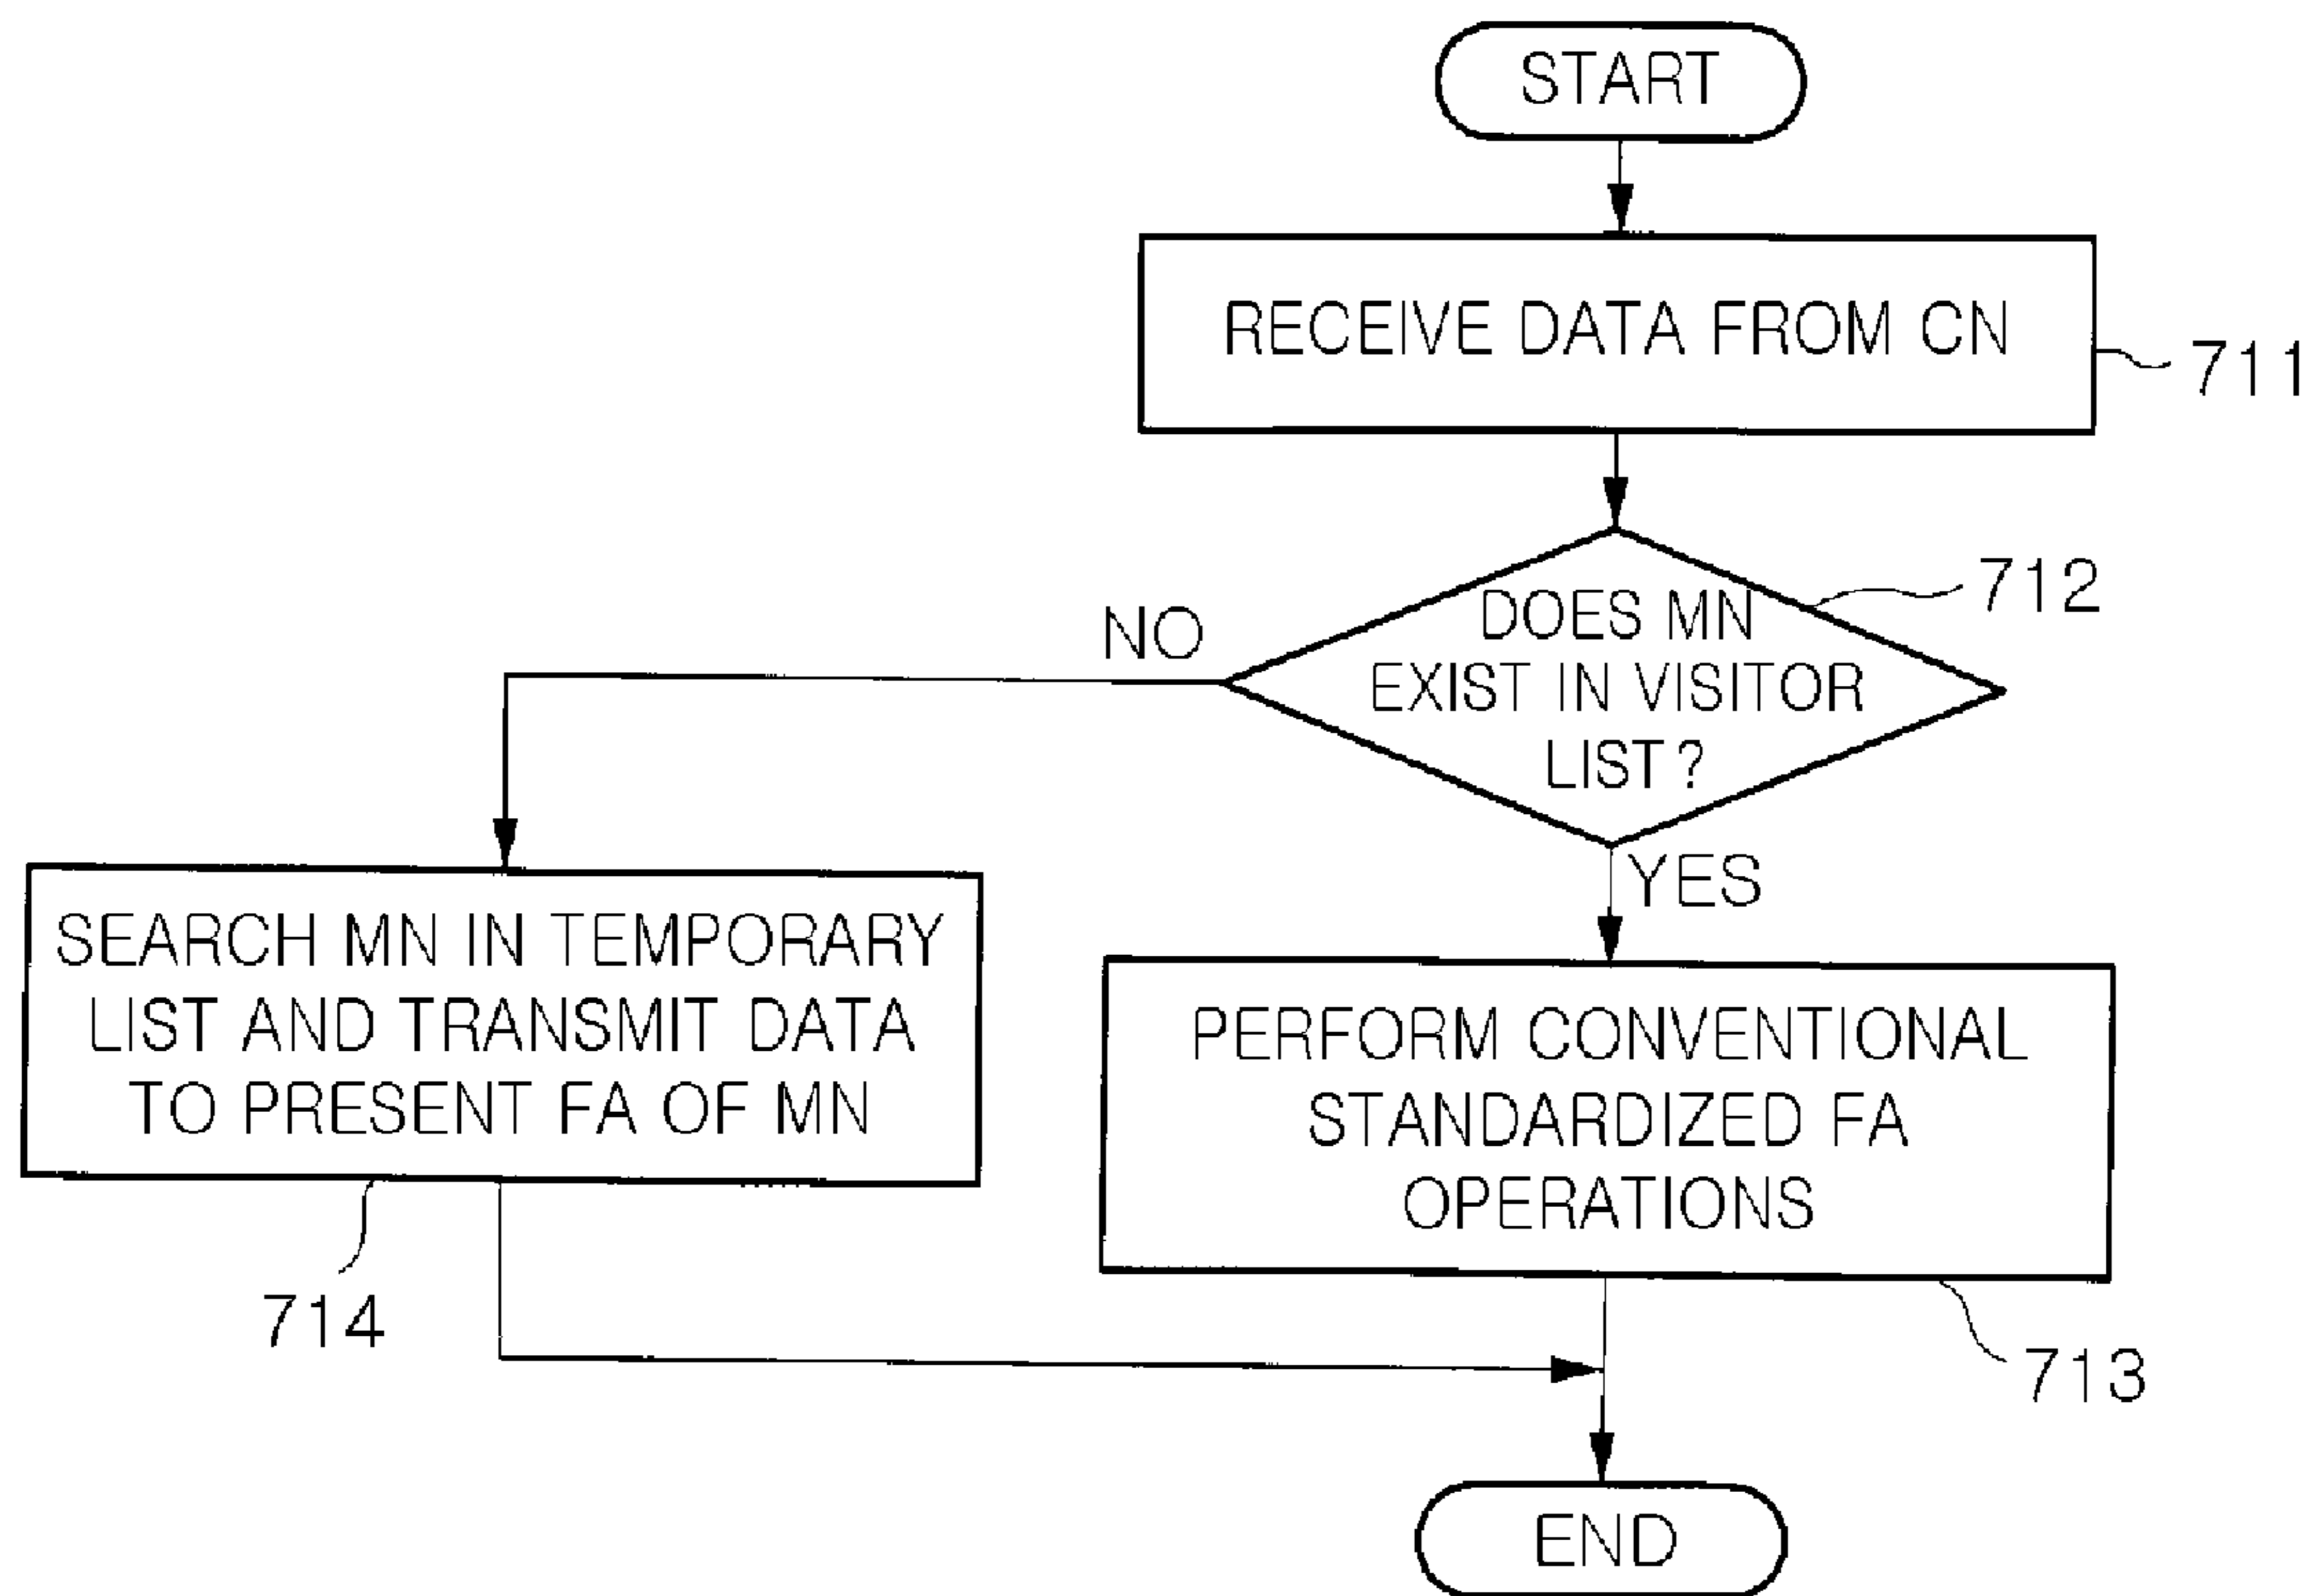 START
RECEIVE DATA FROM CN
711
712
DOES MN
EXIST IN VISITOR
LIST?
NO
YES
SEARCH MN IN TEMPORARY
LIST AND TRANSMIT DATA
TO PRESENT FA OF MN
714
PERFORM CONVENTIONAL
STANDARDIZED FA
OPERATIONS
713
END